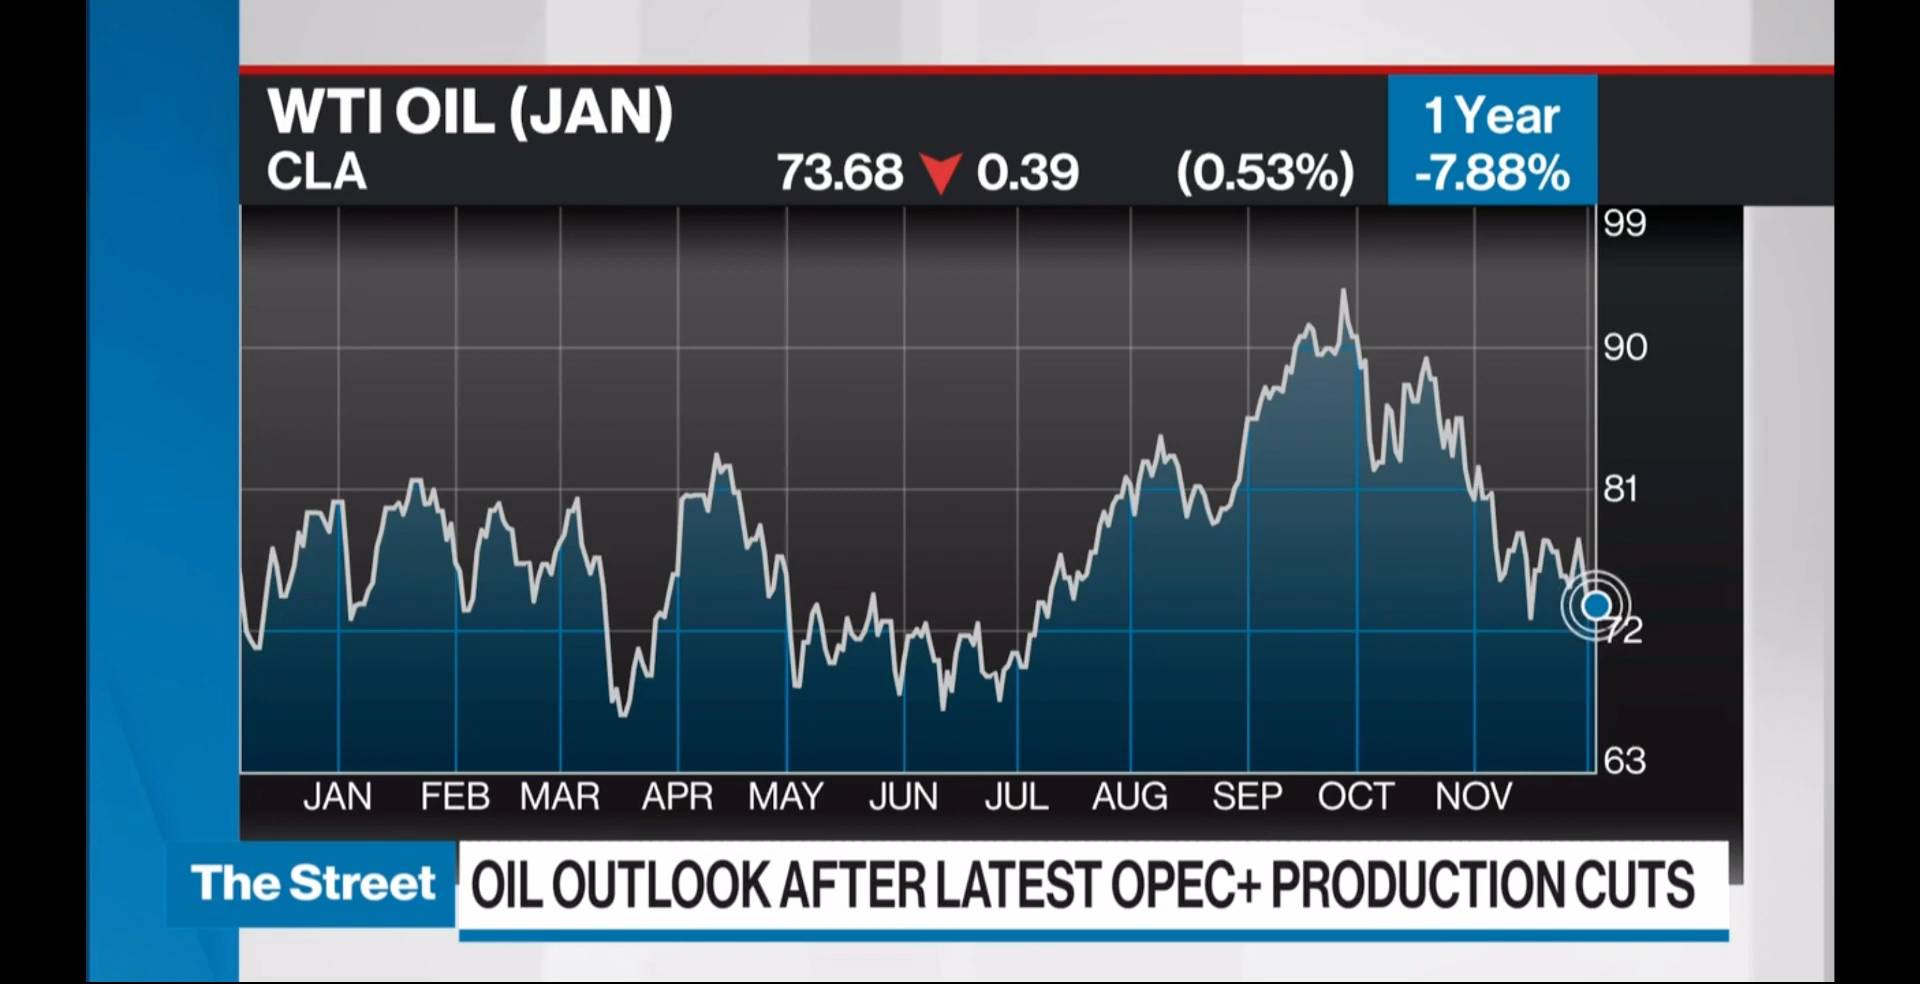 WTI OIL (JAN)
CLA 73.68 0.39 (0.53%)
1 Year
-7.88%
99
90
81
72
63
JAN FEB MAR APR MAY JUN JUL AUG SEP OCT NOV
The Street
OIL OUTLOOK AFTER LATEST OPEC+ PRODUCTION CUTS